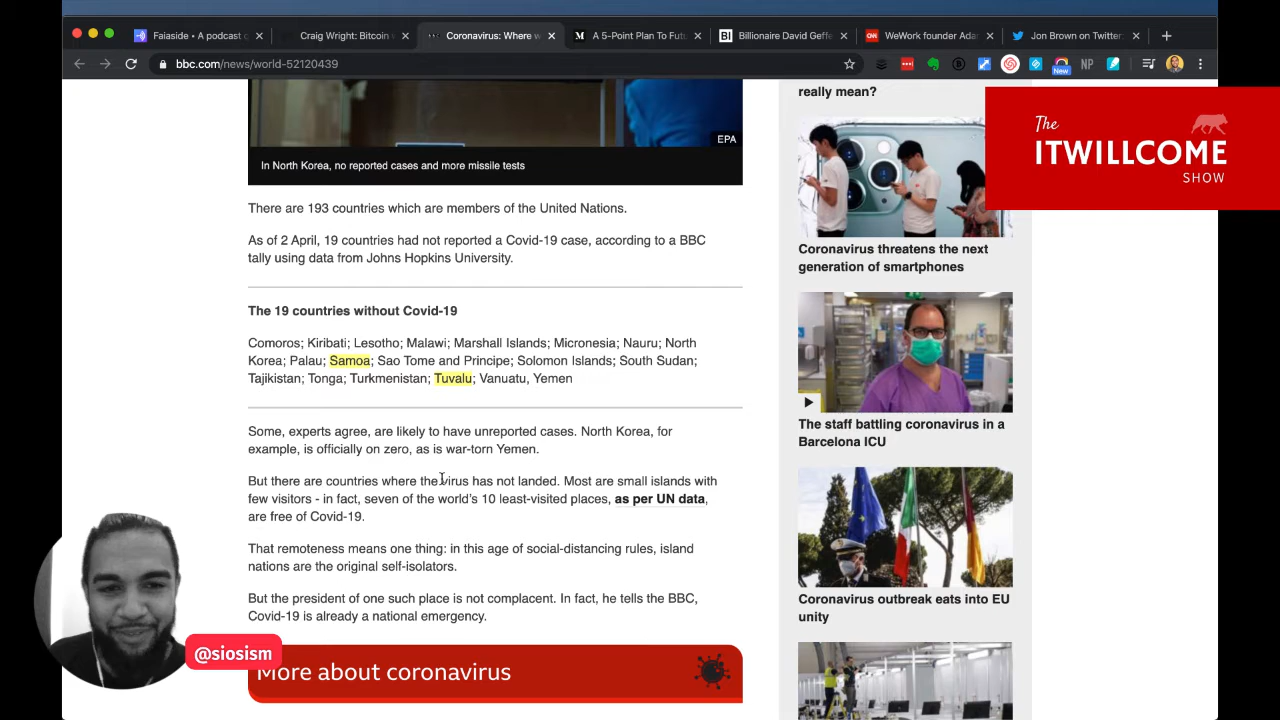 Faiaside • A podcast c
Craig Wright: Bitcoin
Coronavirus: Where w
A 5-Point Plan To Futu
BI
Billionaire David Geffe
CNN
WeWork founder Ada
Jon Brown on Twitter:
bbc.com/news/world-52120439
New
NP
EPA
In North Korea, no reported cases and more missile tests
There are 193 countries which are members of the United Nations.
As of 2 April, 19 countries had not reported a Covid-19 case, according to a BBC
tally using data from Johns Hopkins University.
The 19 countries without Covid-19
Comoros; Kiribati; Lesotho; Malawi; Marshall Islands; Micronesia; Nauru; North
Korea; Palau; Samoa; Sao Tome and Principe; Solomon Islands; South Sudan;
Tajikistan; Tonga; Turkmenistan; Tuvalu; Vanuatu, Yemen
Some, experts agree, are likely to have unreported cases. North Korea, for
example, is officially on zero, as is war-torn Yemen.
But there are countries where the virus has not landed. Most are small islands with
few visitors - in fact, seven of the world's 10 least-visited places, as per UN data,
are free of Covid-19.
That remoteness means one thing: in this age of social-distancing rules, island
nations are the original self-isolators.
But the president of one such place is not complacent. In fact, he tells the BBC,
Covid-19 is already a national emergency.
More about coronavirus
really mean?
Coronavirus threatens the next
generation of smartphones
The staff battling coronavirus in a
Barcelona ICU
Coronavirus outbreak eats into EU
unity
The
ITWILLCOME
SHOW
@siosism